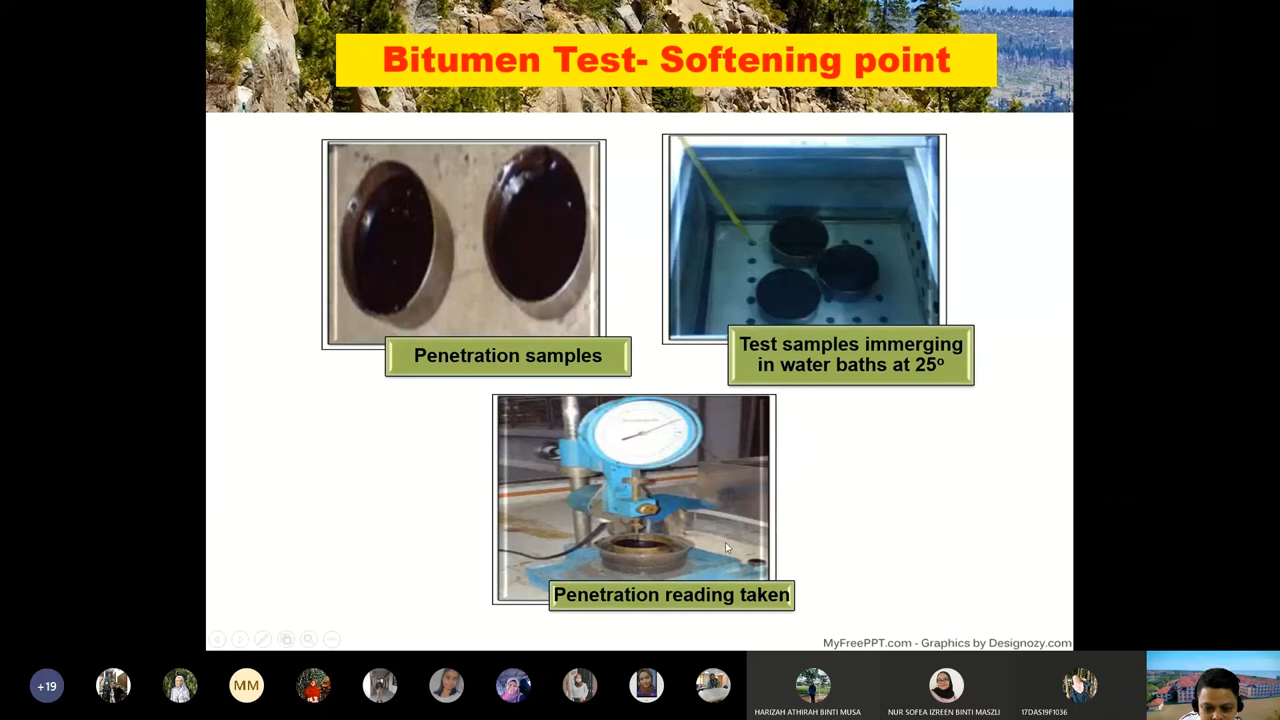 Bitumen Test- Softening point
Penetration samples
Test samples immerging
in water baths at 25º
Penetration reading taken
MyFreePPT.com - Graphics by Designozy.com
+19
MM
HARIZAH ATHIRAH BINTI MUSA
NUR SOFEA IZREEN BINTI MASZLI
17DAS19F1036